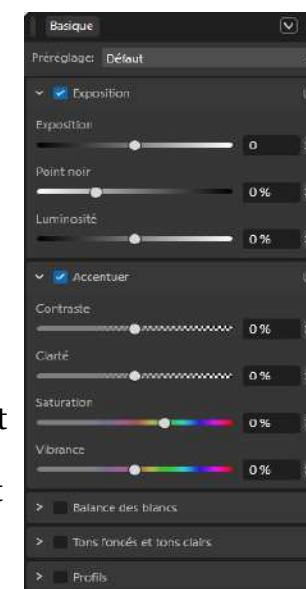 Basique
Préréglage: Défaut
Exposition
Exposition
0
Point noir
0 %
Luminosité
0 %
Accentuer
Contraste
0 %
Clarté
0 %
Saturation
0 %
Vibrance
0 %
Balance des blancs
Tons foncés et tons clairs
Profils